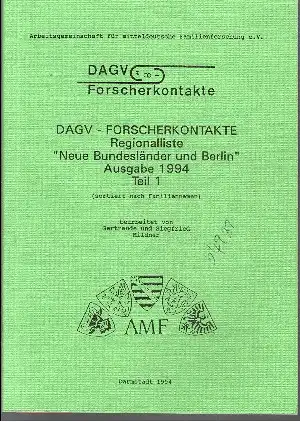 Arbeitsgemeinschaft für mitteldeutsche Familienforschung e.V.
DAGV
Forscherkontakte
DAGV - FORSCHERKONTAKTE
Regionalliste
"Neue Bundesländer und Berlin"
Ausgabe 1994
Teil 1
(sortiert nach Familiennamen)
bearbeitet von
Gertraude und Siegfried
Mildner
AMF
Darmstadt 1994